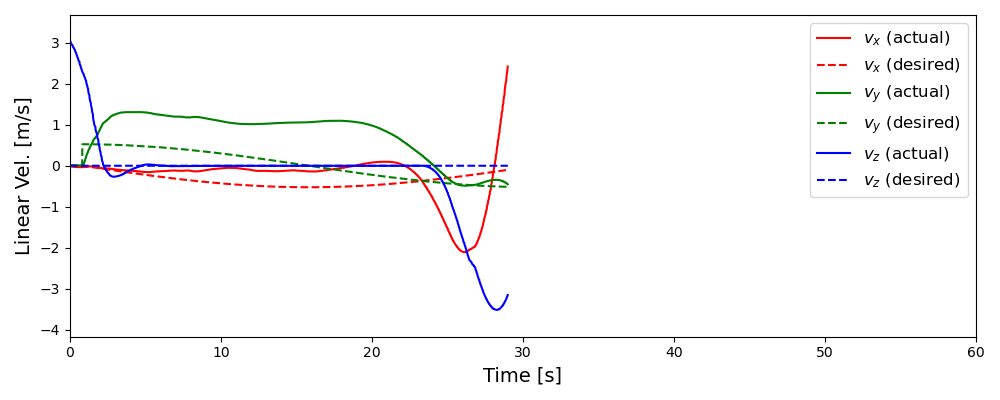 Linear Vel. [m/s]
3
2
1
0
−1
−2
−3
−4
0
10
20
30
40
50
60
Time [s]
v_x (actual)
v_x (desired)
v_y (actual)
v_y (desired)
v_z (actual)
v_z (desired)